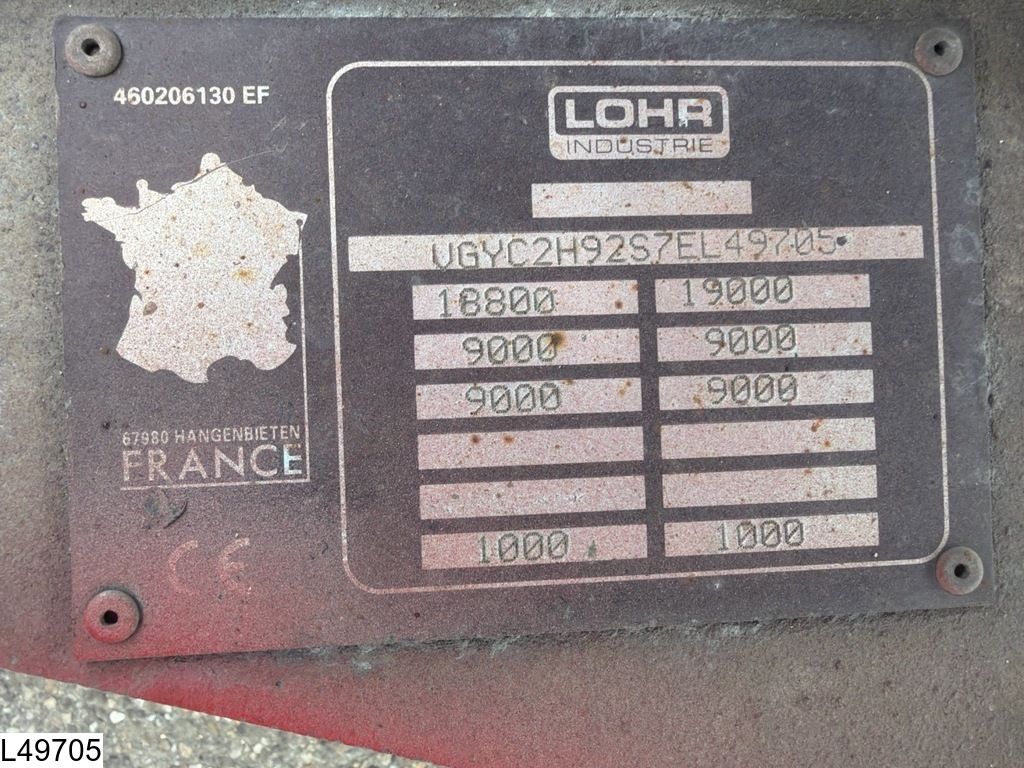 460206130 EF
LOHR
INDUSTRIE
VGYC2H92S7EL49705
18800 19000
9000 9000
9000 9000
1000 1000
67980 HANGENBIETEN
FRANCE
CE
L49705